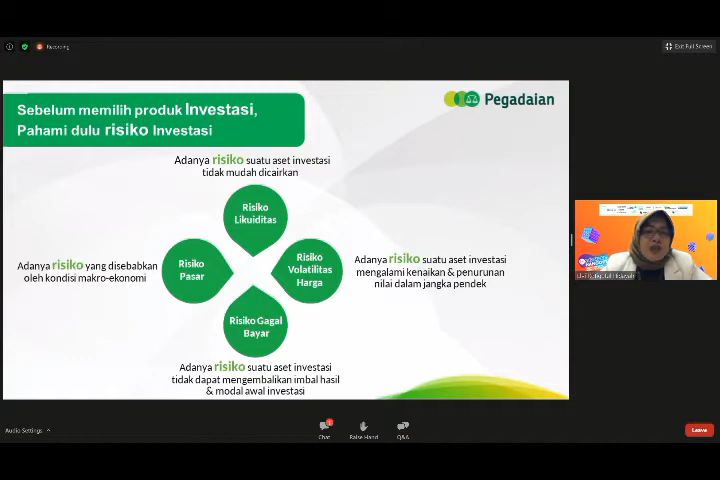 Recording
Exit Full Screen
Sebelum memilih produk Investasi,
Pahami dulu risiko Investasi
Pegadaian
Adanya risiko suatu aset investasi
tidak mudah dicairkan
Risiko
Likuiditas
Adanya risiko yang disebabkan
oleh kondisi makro-ekonomi
Risiko
Pasar
Risiko
Volatilitas
Harga
Adanya risiko suatu aset investasi
mengalami kenaikan & penurunan
nilai dalam jangka pendek
Risiko Gagal
Bayar
Adanya risiko suatu aset investasi
tidak dapat mengembalikan imbal hasil
& modal awal investasi
Hidayah
Audio Settings
Chat
Raise Hand
Q&A
Leave